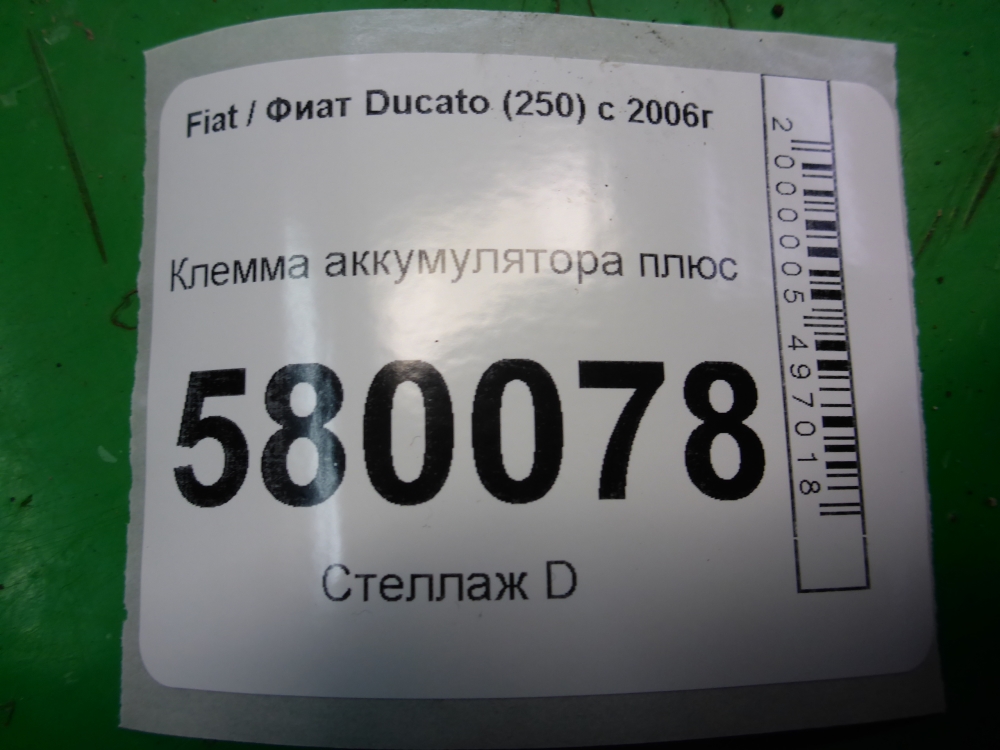 Fiat / Фиат Ducato (250) с 2006г
Клемма аккумулятора плюс
580078
Стеллаж D
2000005497018